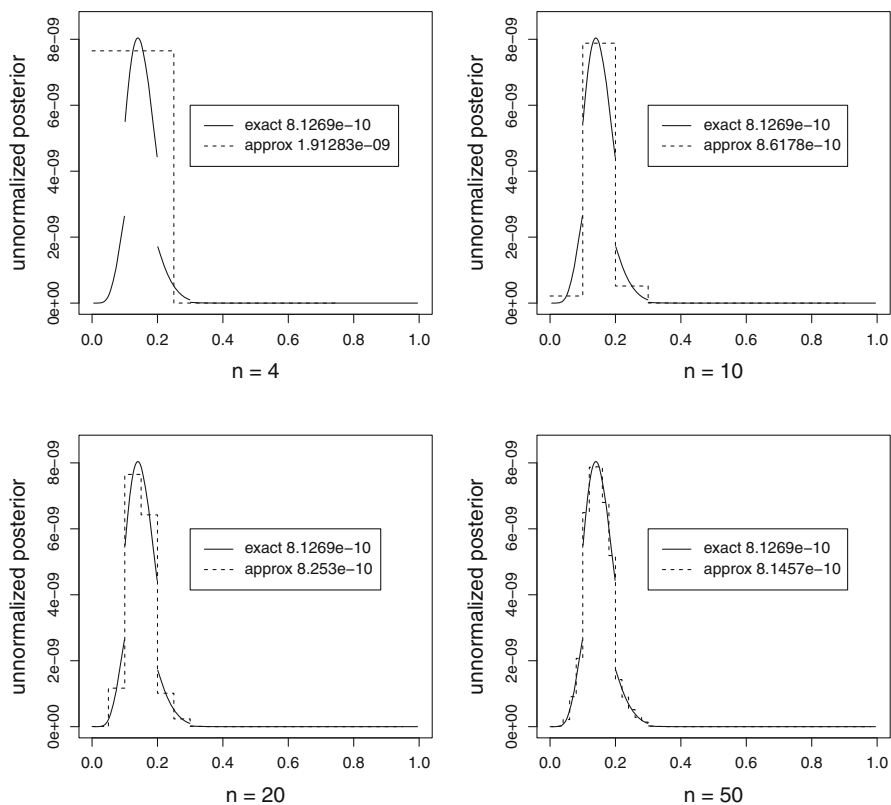 unnormalized posterior
0e+00 2e-09 4e-09 6e-09 8e-09
exact 8.1269e-10
approx 1.91283e-09
0.0 0.2 0.4 0.6 0.8 1.0
n = 4
unnormalized posterior
0e+00 2e-09 4e-09 6e-09 8e-09
exact 8.1269e-10
approx 8.6178e-10
0.0 0.2 0.4 0.6 0.8 1.0
n = 10
unnormalized posterior
0e+00 2e-09 4e-09 6e-09 8e-09
exact 8.1269e-10
approx 8.253e-10
0.0 0.2 0.4 0.6 0.8 1.0
n = 20
unnormalized posterior
0e+00 2e-09 4e-09 6e-09 8e-09
exact 8.1269e-10
approx 8.1457e-10
0.0 0.2 0.4 0.6 0.8 1.0
n = 50